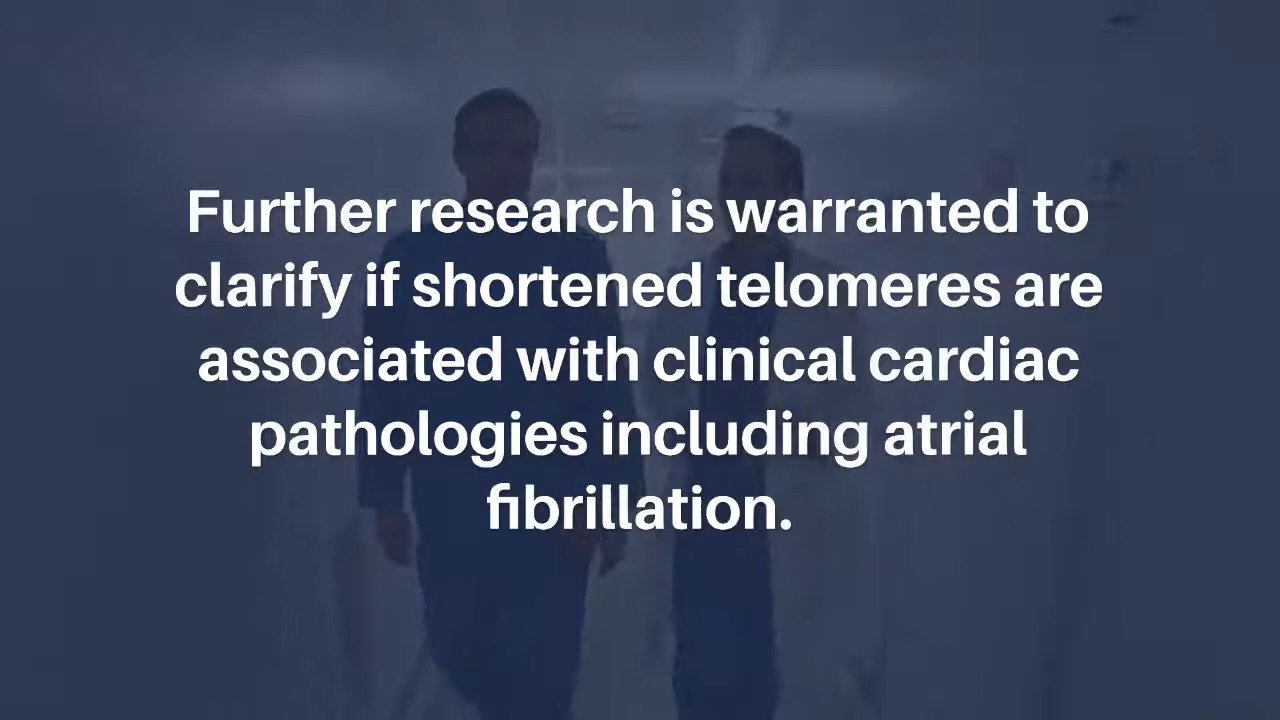 Further research is warranted to
clarify if shortened telomeres are
associated with clinical cardiac
pathologies including atrial
fibrillation.